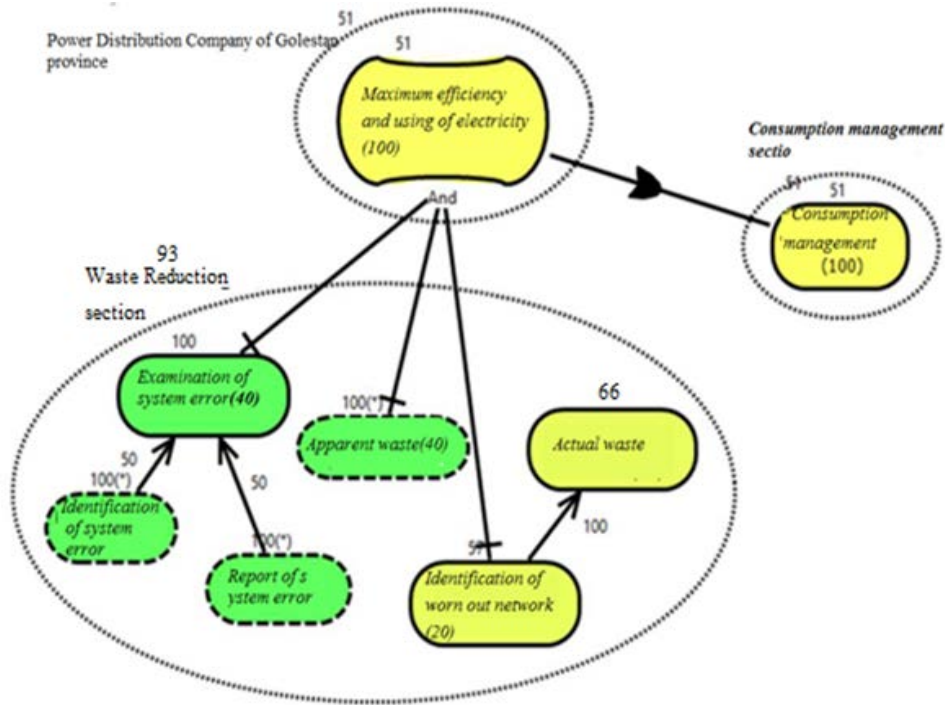 51
Power Distribution Company of Golestan
province
51
Maximum efficiency
and using of electricity
(100)
And
Consumption management
sectio
51
Consumption
management
(100)
93
Waste Reduction
section
100
Examination of
system error(40)
100(*)
Apparent waste(40)
66
Actual waste
50
100(*)
Identification
of system
error
50
100(*)
Report of s
ystem error
100
Identification of
worn out network
(20)